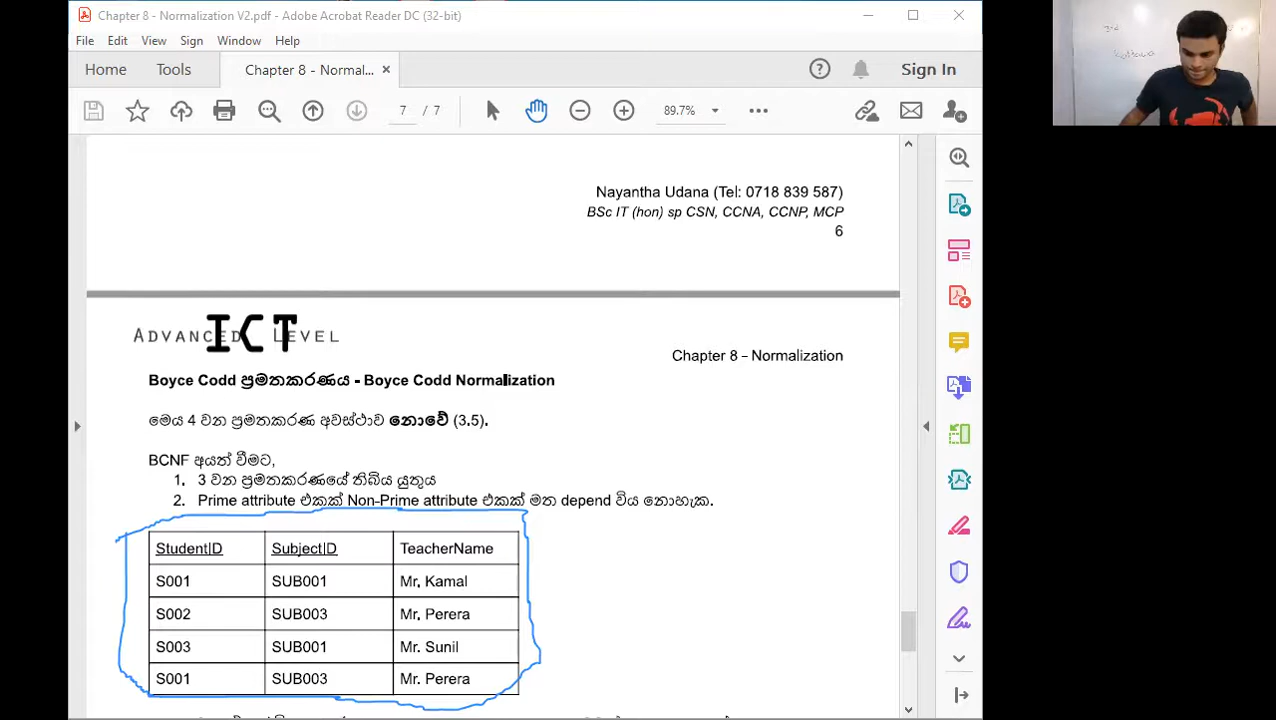 Chapter 8 - Normalization V2.pdf - Adobe Acrobat Reader DC (32-bit)
File Edit View Sign Window Help
Home Tools Chapter 8 - Normal... Sign In
7 / 7 89.7%
Nayantha Udana (Tel: 0718 839 587)
BSc IT (hon) sp CSN, CCNA, CCNP, MCP
6
ADVANCED LEVEL
ICT
Chapter 8 – Normalization
Boyce Codd ප්‍රමතකරණය - Boyce Codd Normalization
මෙය 4 වන ප්‍රමතකරණ අවස්ථාව නොවේ (3.5).
BCNF අයත් වීමට,
1. 3 වන ප්‍රමතකරණයේ තිබිය යුතුය
2. Prime attribute එකක් Non-Prime attribute එකක් මත depend විය නොහැක.
StudentID SubjectID TeacherName
S001 SUB001 Mr. Kamal
S002 SUB003 Mr. Perera
S003 SUB001 Mr. Sunil
S001 SUB003 Mr. Perera